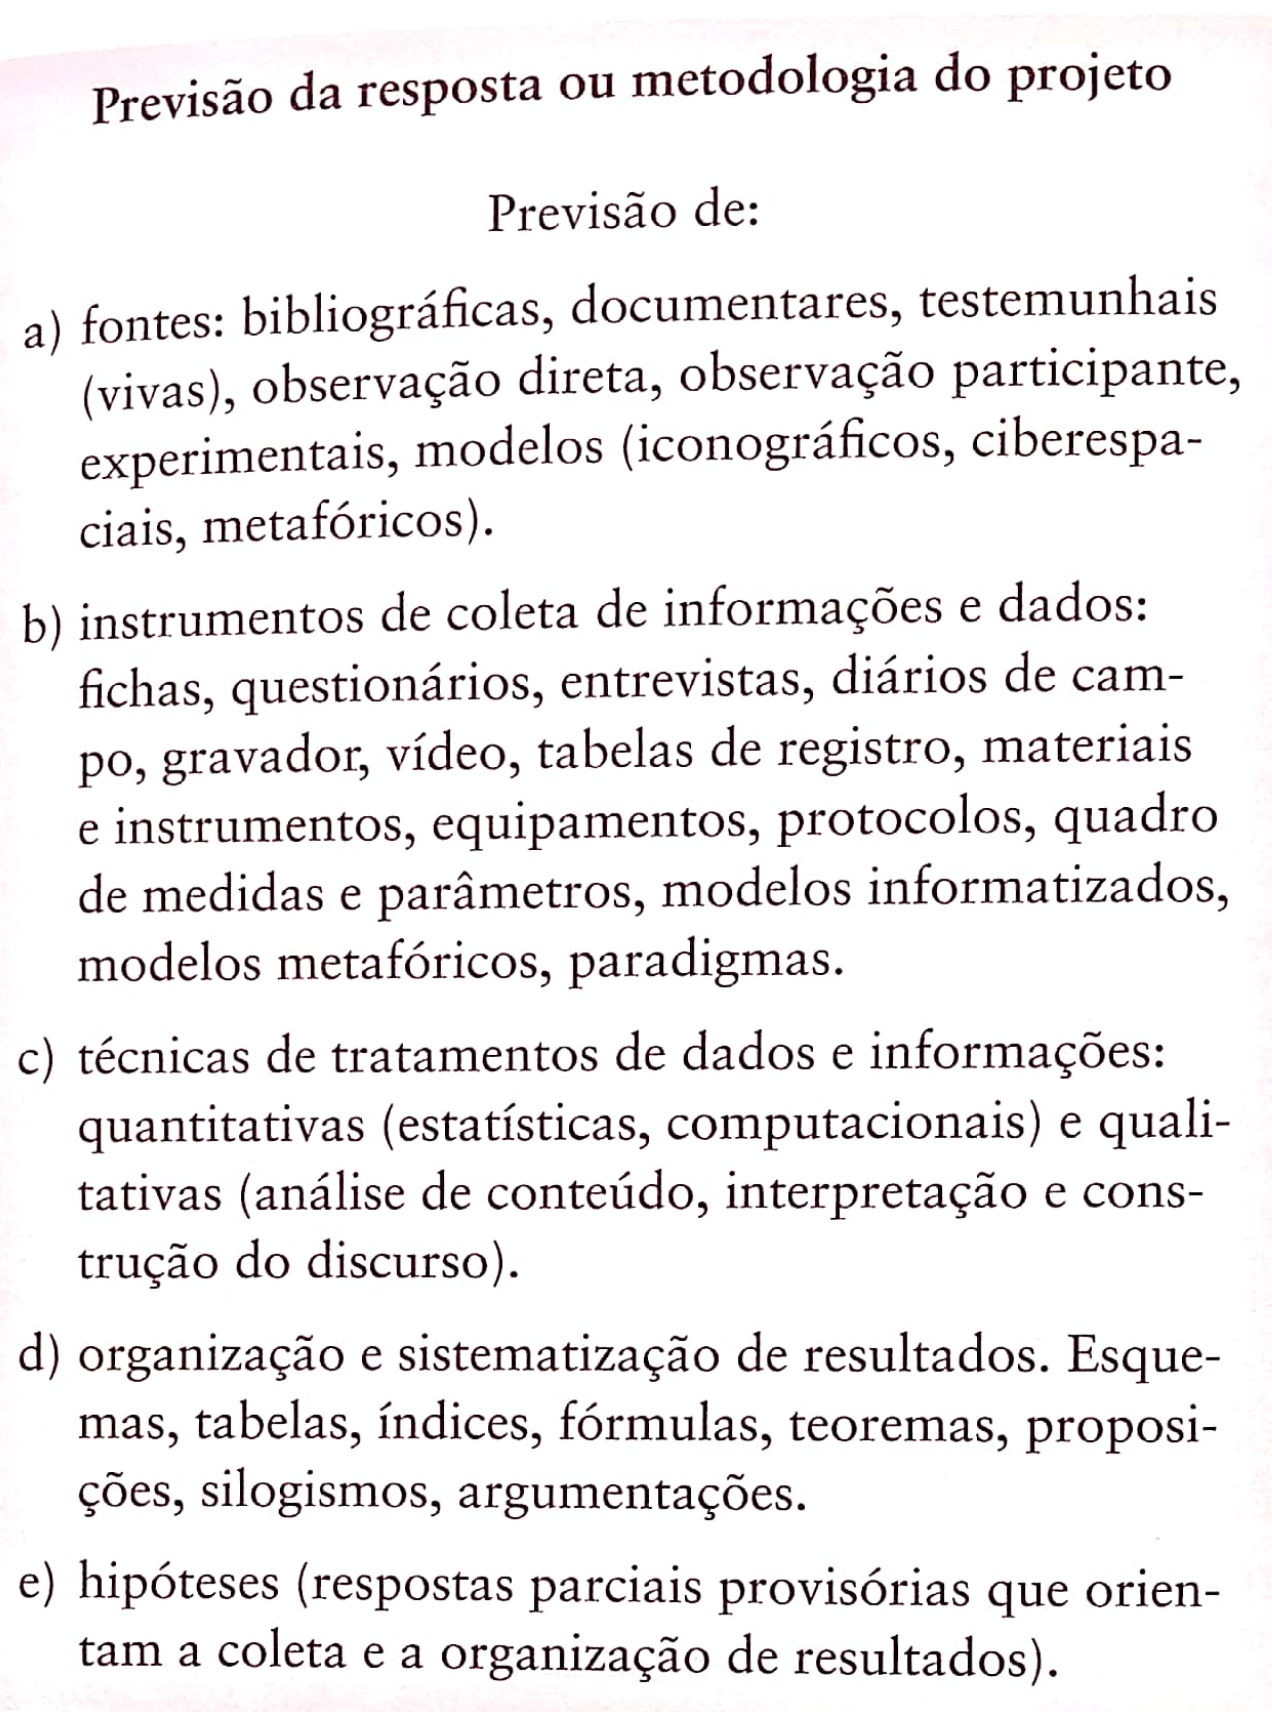 Previsão da resposta ou metodologia do projeto
Previsão de:
a) fontes: bibliográficas, documentares, testemunhais
(vivas), observação direta, observação participante,
experimentais, modelos (iconográficos, ciberespa-
ciais, metafóricos).
b) instrumentos de coleta de informações e dados:
fichas, questionários, entrevistas, diários de cam-
po, gravador, vídeo, tabelas de registro, materiais
e instrumentos, equipamentos, protocolos, quadro
de medidas e parâmetros, modelos informatizados,
modelos metafóricos, paradigmas.
c) técnicas de tratamentos de dados e informações:
quantitativas (estatísticas, computacionais) e quali-
tativas (análise de conteúdo, interpretação e cons-
trução do discurso).
d) organização e sistematização de resultados. Esque-
mas, tabelas, índices, fórmulas, teoremas, proposi-
ções, silogismos, argumentações.
e) hipóteses (respostas parciais provisórias que orien-
tam a coleta e a organização de resultados).